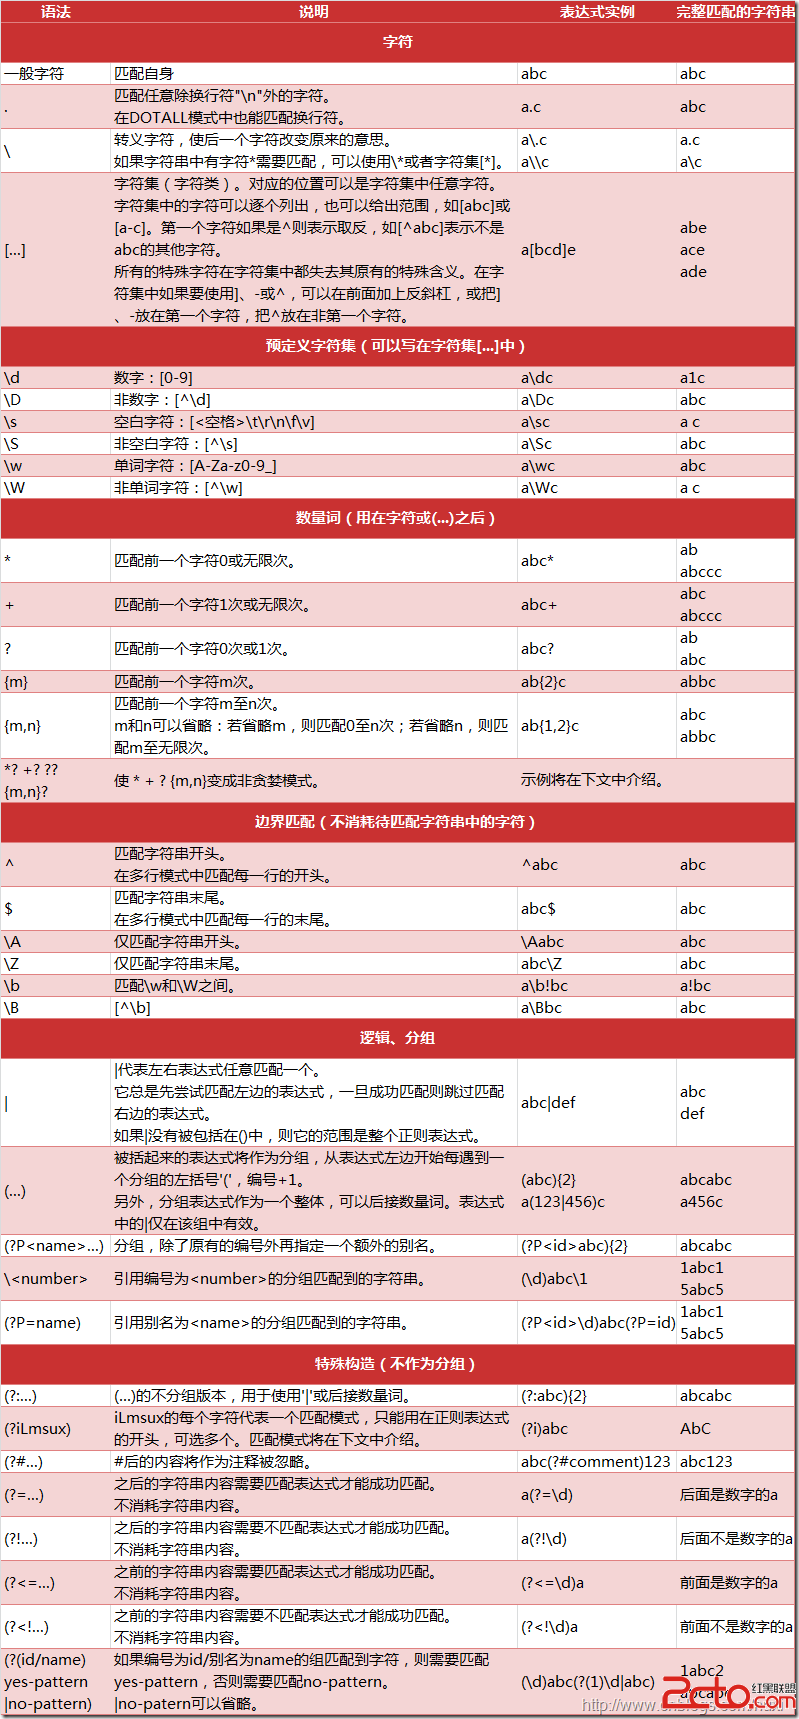 语法 说明 表达式实例 完整匹配的字符串
字符
一般字符 匹配自身 abc abc
. 匹配任意除换行符"\n"外的字符。
在DOTALL模式中也能匹配换行符。 a.c abc
\ 转义字符，使后一个字符改变原来的意思。 a\.c a.c
如果字符串中有字符*需要匹配，可以使用\*或者字符集[*]。 a\\c a\c
[...] 字符集（字符类）。对应的位置可以是字符集中任意字符。
字符集中的字符可以逐个列出，也可以给出范围，如[abc]或
[a-c]。第一个字符如果是^则表示取反，如[^abc]表示不是
abc的其他字符。
所有的特殊字符在字符集中都失去其原有的特殊含义。在字
符集中如果要使用]、-或^，可以在前面加上反斜杠，或把]
、-放在第一个字符，把^放在非第一个字符。
a[bcd]e
abe
ace
ade
预定义字符集（可以写在字符集[...]中）
\d 数字：[0-9] a\dc a1c
\D 非数字：[^\d] a\Dc abc
\s 空白字符：[<空格>\t\r\n\f\v] a\sc a c
\S 非空白字符：[^\s] a\Sc abc
\w 单词字符：[A-Za-z0-9_] a\wc abc
\W 非单词字符：[^\w] a\Wc a c
数量词（用在字符或(...)之后）
* 匹配前一个字符0或无限次。 abc* ab
abccc
+ 匹配前一个字符1次或无限次。 abc+ abc
abccc
? 匹配前一个字符0次或1次。 abc? ab
abc
{m} 匹配前一个字符m次。 ab{2}c abbc
{m,n} 匹配前一个字符m至n次。
m和n可以省略：若省略m，则匹配0至n次；若省略n，则匹
配m至无限次。
ab{1,2}c
abc
abbc
*? +? ??
{m,n}?
使 * + ? {m,n}变成非贪婪模式。 示例将在下文中介绍。
边界匹配（不消耗待匹配字符串中的字符）
^ 匹配字符串开头。
在多行模式中匹配每一行的开头。 ^abc abc
$ 匹配字符串末尾。
在多行模式中匹配每一行的末尾。 abc$ abc
\A 仅匹配字符串开头。 \Aabc abc
\Z 仅匹配字符串末尾。 abc\Z abc
\b 匹配\w和\W之间。 a\b!bc a!bc
\B [^\b] a\Bbc abc
逻辑、分组
| |代表左右表达式任意匹配一个。
它总是先尝试匹配左边的表达式，一旦成功匹配则跳过匹配
右边的表达式。
如果|没有被包括在()中，则它的范围是整个正则表达式。
abc|def
abc
def
(...) 被括起来的表达式将作为分组，从表达式左边开始每遇到一
个分组的左括号'('，编号+1。
另外，分组表达式作为一个整体，可以后接数量词。表达式
中的|仅在该组中有效。
(abc){2} abcabc
a(123|456)c a456c
(?P<name>...) 分组，除了原有的编号外再指定一个额外的别名。 (?P<id>abc){2} abcabc
\<number> 引用编号为<number>的分组匹配到的字符串。 (\d)abc\1 1abc1
5abc5
(?P=name) 引用别名为<name>的分组匹配到的字符串。 (?P<id>\d)abc(?P=id) 1abc1
5abc5
特殊构造（不作为分组）
(?:...) (...)的不分组版本，用于使用'|'或后接数量词。 (?:abc){2} abcabc
(?iLmsux) iLmsux的每个字符代表一个匹配模式，只能用在正则表达式
的开头，可选多个。匹配模式将在下文中介绍。 (?i)abc AbC
(?#...) #后的内容将作为注释被忽略。 abc(?#comment)123 abc123
(?=...) 之后的字符串内容需要匹配表达式才能成功匹配。
不消耗字符串内容。 a(?=\d) 后面是数字的a
(?!...) 之后的字符串内容需要不匹配表达式才能成功匹配。
不消耗字符串内容。 a(?!\d) 后面不是数字的a
(?<=...) 之前的字符串内容需要匹配表达式才能成功匹配。
不消耗字符串内容。 (?<=\d)a 前面是数字的a
(?<!...) 之前的字符串内容需要不匹配表达式才能成功匹配。
不消耗字符串内容。 (?<!\d)a 前面不是数字的a
(?(id/name)
yes-pattern
|no-pattern)
如果编号为id/别名为name的组匹配到字符，则需要匹配
yes-pattern，否则需要匹配no-pattern。
|no-patern可以省略。
(\d)abc(?(1)\d|abc)
1abc2
abcabc
2cto.com 红黑联盟